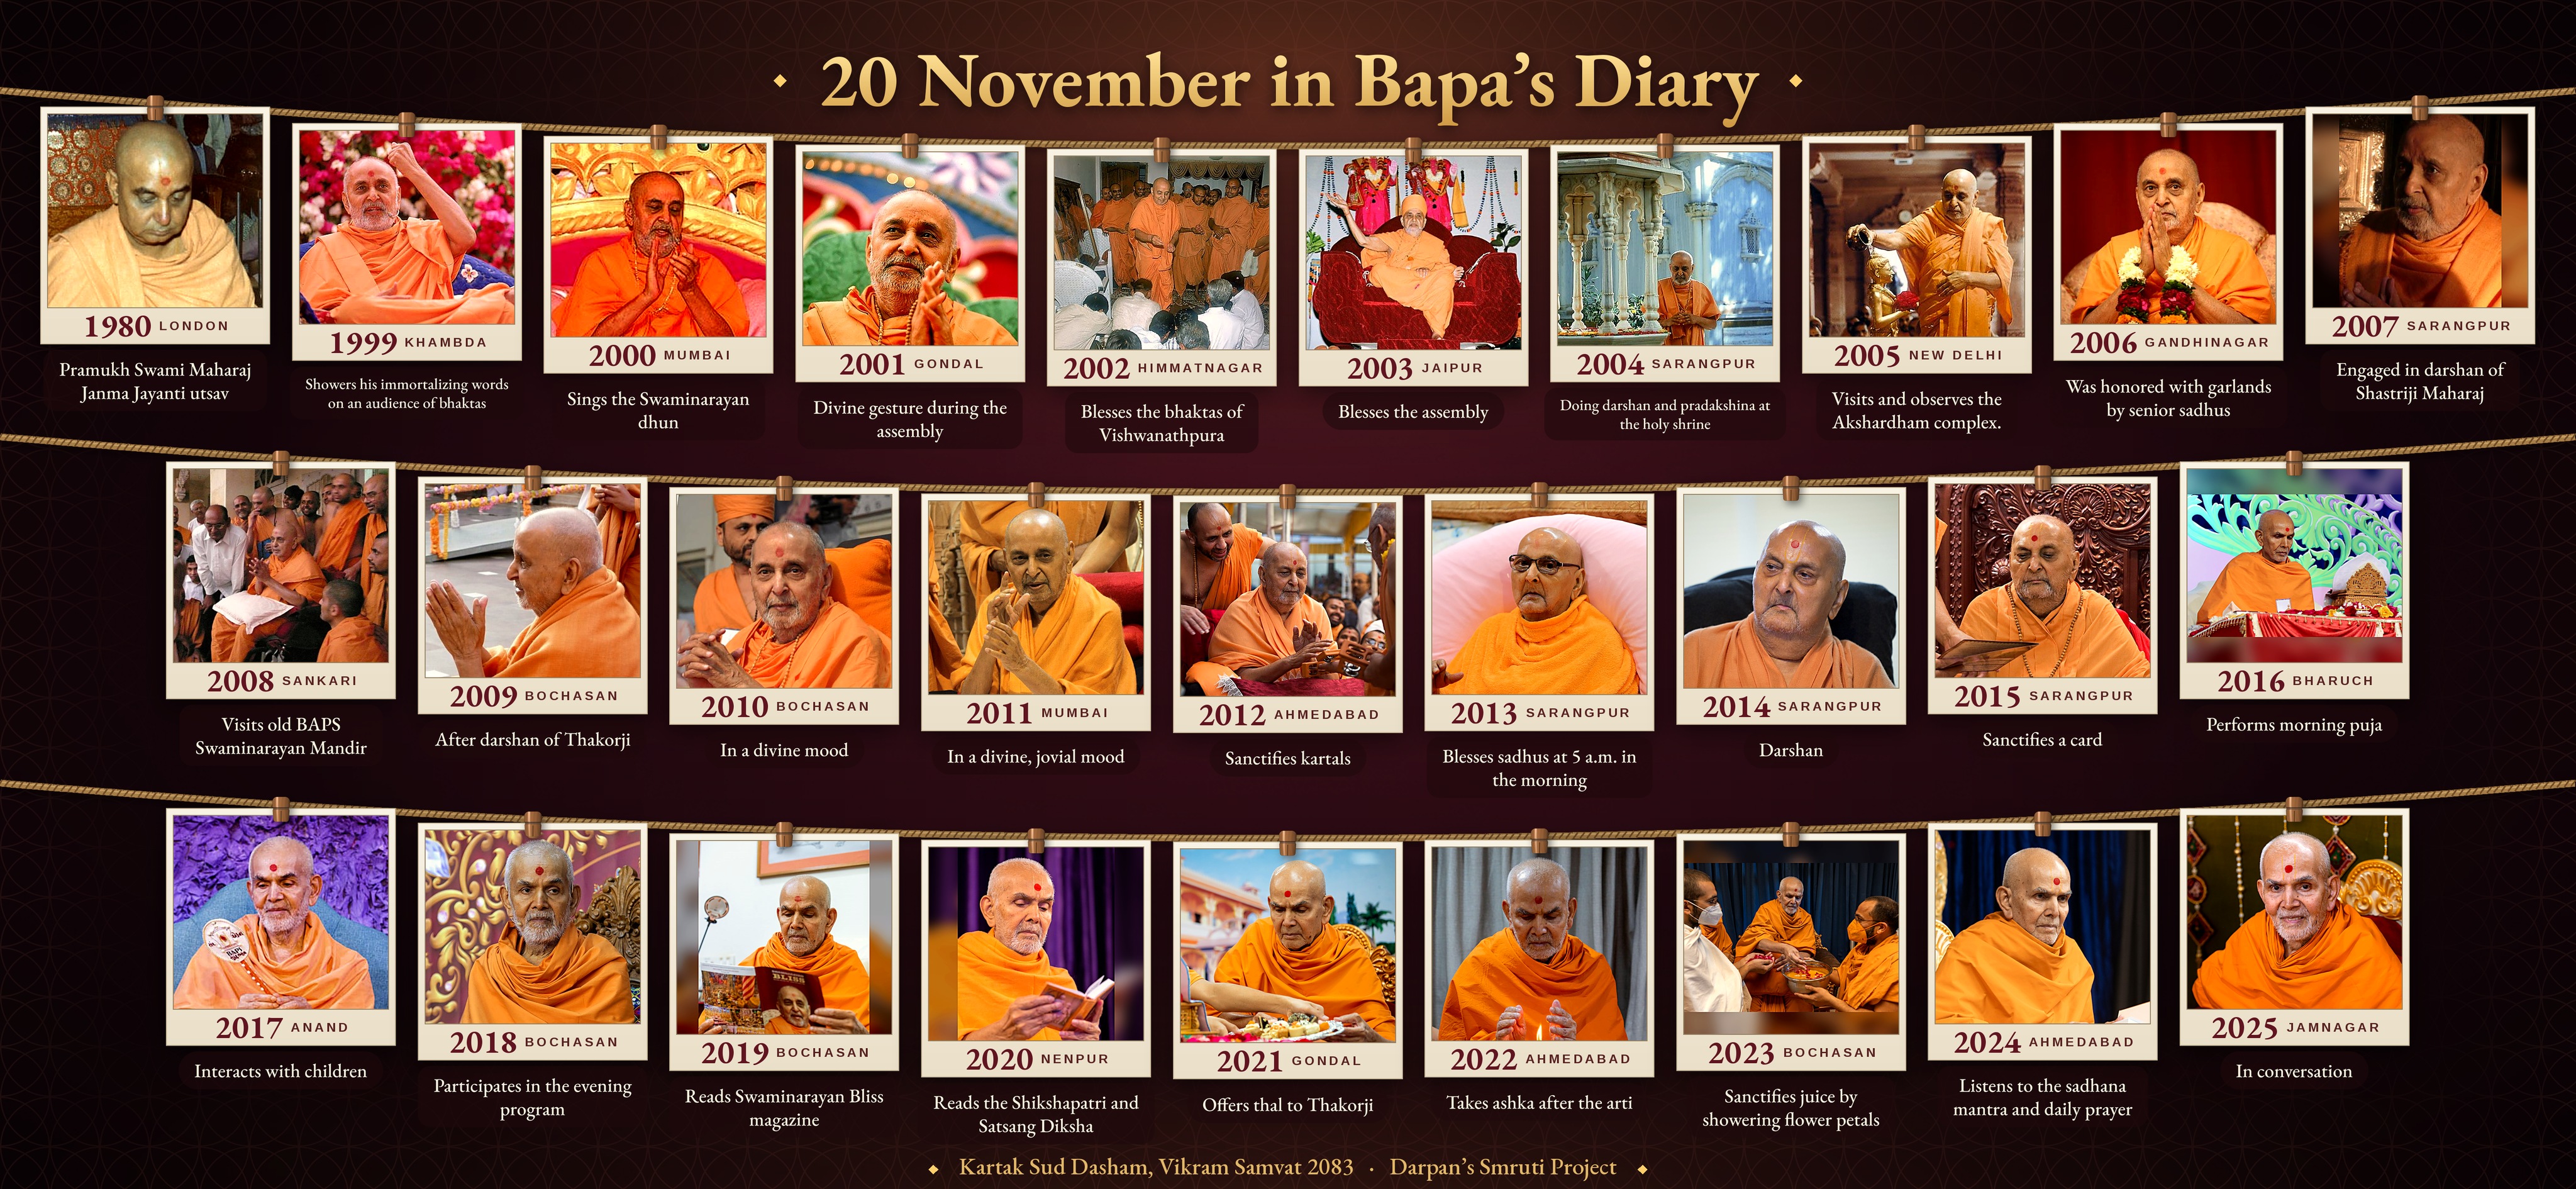 20 November in Bapa's Diary
1980 LONDON
Pramukh Swami Maharaj
Janma Jayanti utsav
1999 KHAMBDA
Showers his immortalizing words
on an audience of bhaktas
2000 MUMBAI
Sings the Swaminarayan
dhun
2001 GONDAL
Divine gesture during the
assembly
2002 HIMMATNAGAR
Blesses the bhaktas of
Vishwanathpura
2003 JAIPUR
Blesses the assembly
2004 SARANGPUR
Doing darshan and pradakshina at
the holy shrine
2005 NEW DELHI
Visits and observes the
Akshardham complex.
2006 GANDHINAGAR
Was honored with garlands
by senior sadhus
2007 SARANGPUR
Engaged in darshan of
Shastriji Maharaj
2008 SANKARI
Visits old BAPS
Swaminarayan Mandir
2009 BOCHASAN
After darshan of Thakorji
2010 BOCHASAN
In a divine mood
2011 MUMBAI
In a divine, jovial mood
2012 AHMEDABAD
Sanctifies kartals
2013 SARANGPUR
Blesses sadhus at 5 a.m. in
the morning
2014 SARANGPUR
Darshan
2015 SARANGPUR
Sanctifies a card
2016 BHARUCH
Performs morning puja
2017 ANAND
Interacts with children
2018 BOCHASAN
Participates in the evening
program
BLISS
2019 BOCHASAN
Reads Swaminarayan Bliss
magazine
2020 NENPUR
Reads the Shikshapatri and
Satsang Diksha
2021 GONDAL
Offers thal to Thakorji
2022 AHMEDABAD
Takes ashka after the arti
2023 BOCHASAN
Sanctifies juice by
showering flower petals
2024 AHMEDABAD
Listens to the sadhana
mantra and daily prayer
2025 JAMNAGAR
In conversation
Kartak Sud Dasham, Vikram Samvat 2083 · Darpan's Smruti Project